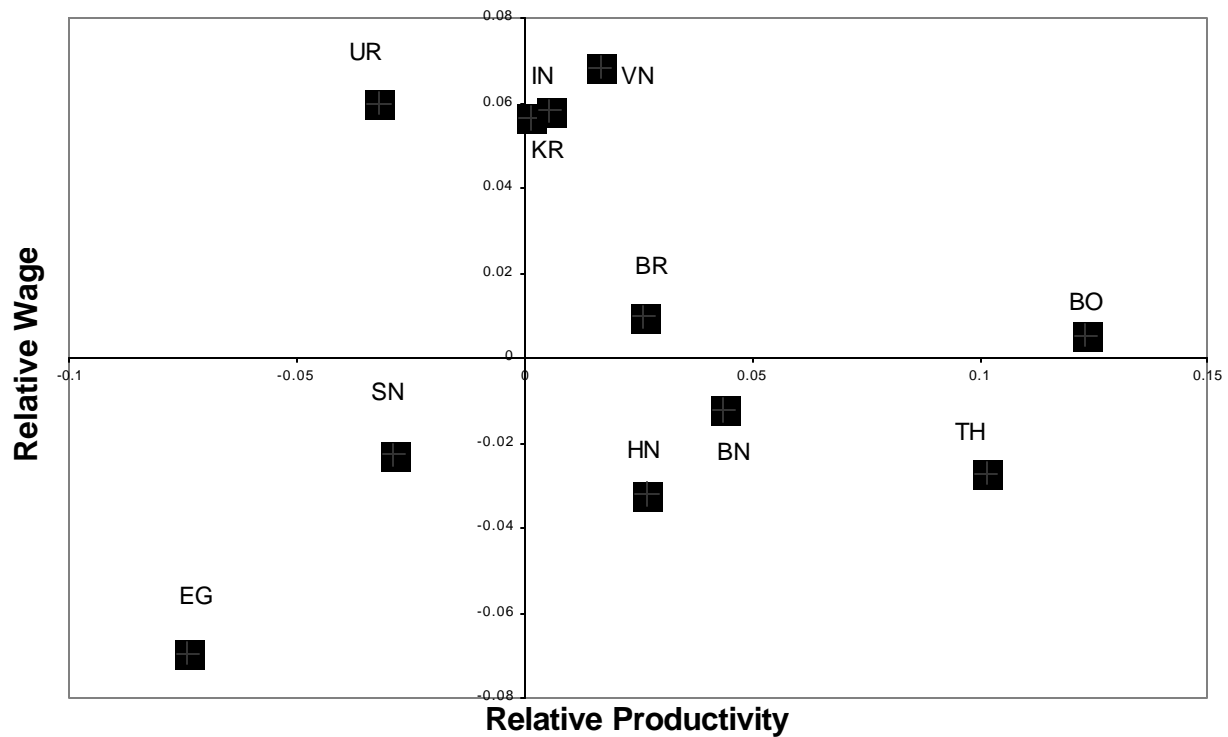 0.08
UR
IN
VN
0.06
KR
0.04
BR
0.02
BO
0
-0.1
-0.05
0
0.05
0.1
0.15
SN
-0.02
TH
HN
BN
-0.04
EG
-0.06
-0.08
Relative Wage
Relative Productivity